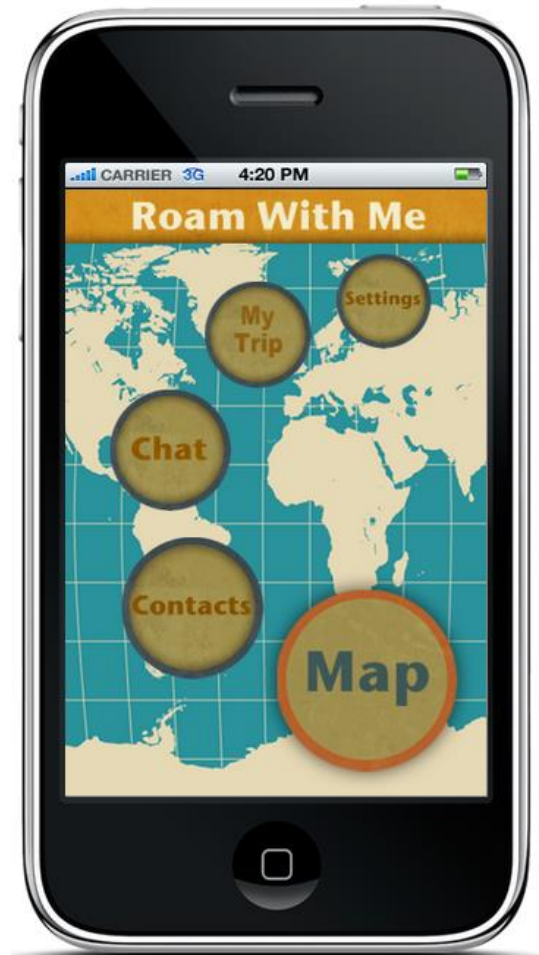 CARRIER 3G 4:20 PM
Roam With Me
Settings
My
Trip
Chat
Contacts
Map